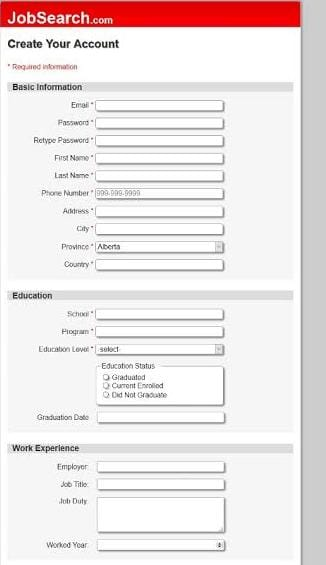 JobSearch.com
Create Your Account
* Required information
Basic Information
Email *
Password *
Retype Password *
First Name *
Last Name *
Phone Number * 999-999-9999
Address *
City *
Province * Alberta
Country *
Education
School *
Program *
Education Level * -select-
Education Status
Graduated
Current Enrolled
Did Not Graduate
Graduation Date
Work Experience
Employer:
Job Title:
Job Duty:
Worked Year: